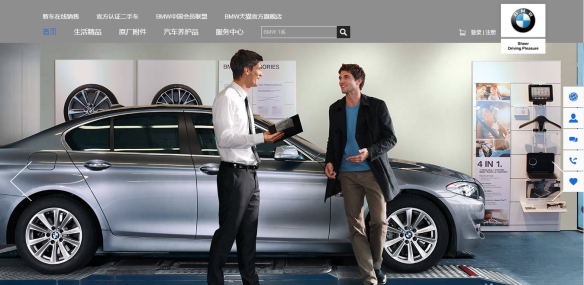 新车在线销售 官方认证二手车 BMW中国会员联盟 BMW天猫官方旗舰店
首页 生活精品 原厂附件 汽车养护品 服务中心 BMW 1系
登录 | 注册
BMW
Sheer
Driving Pleasure
4 IN 1.